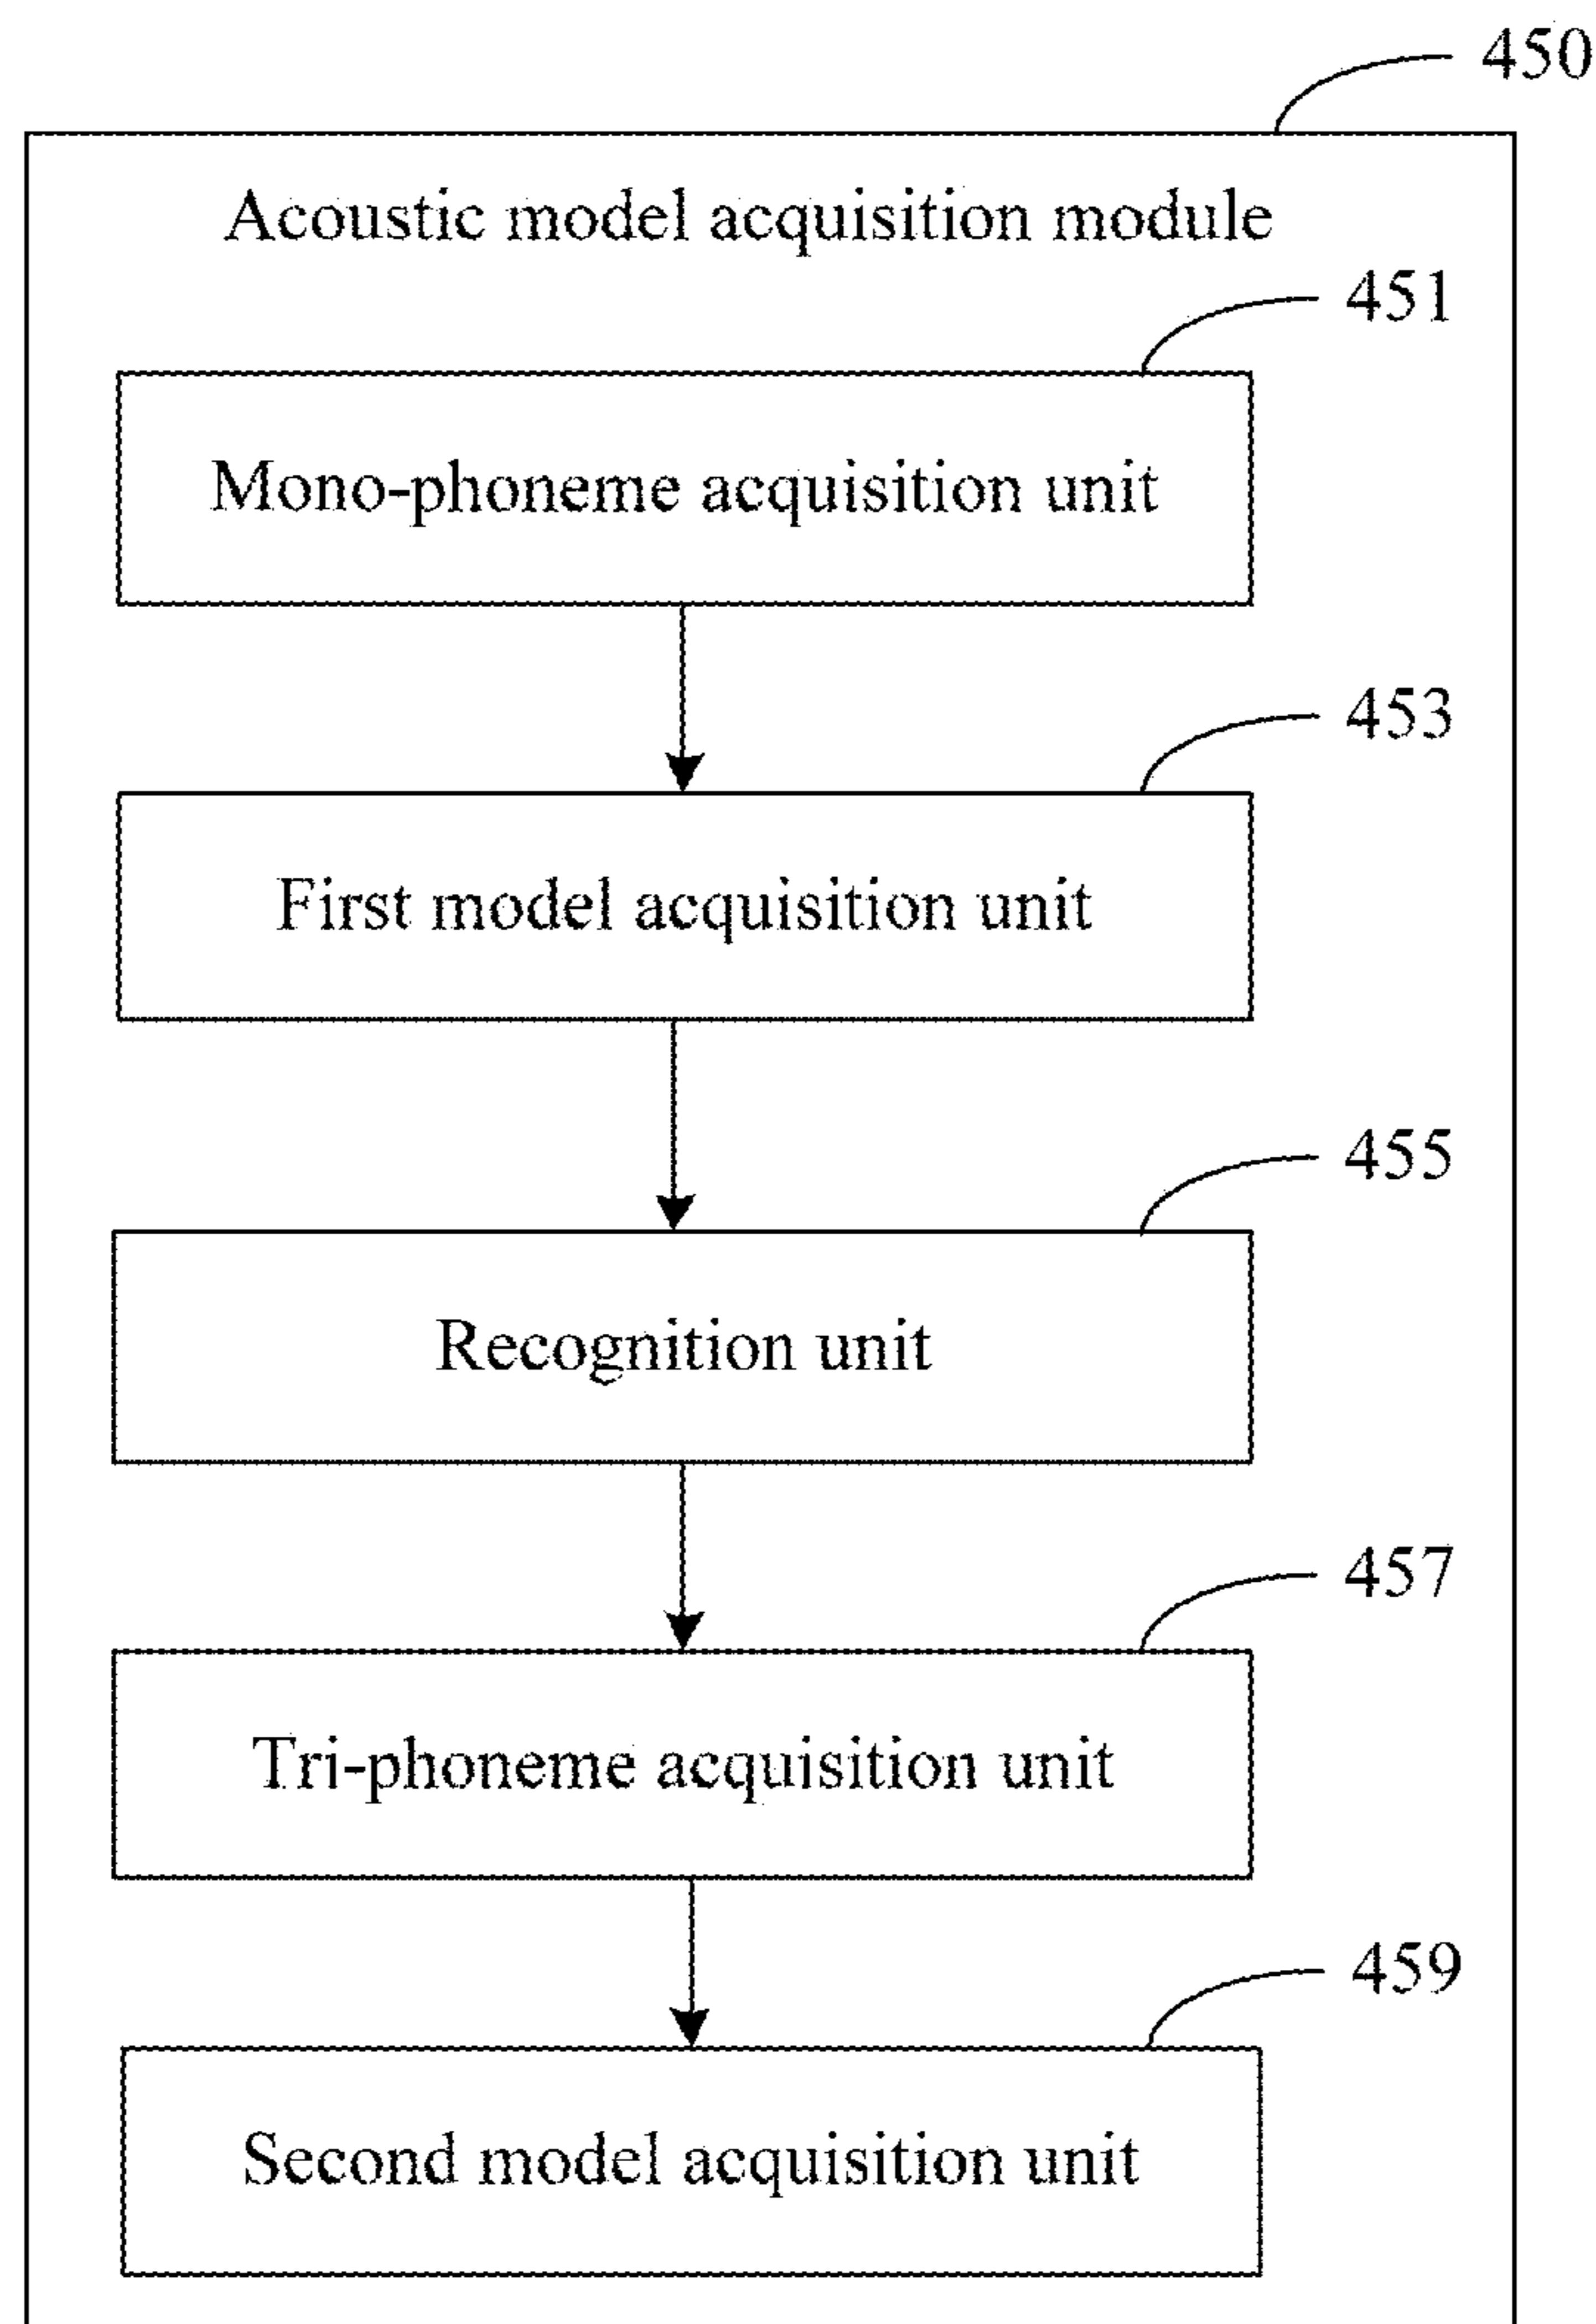 450
Acoustic model acquisition module
451
Mono-phoneme acquisition unit
453
First model acquisition unit
455
Recognition unit
457
Tri-phoneme acquisition unit
459
Second model acquisition unit